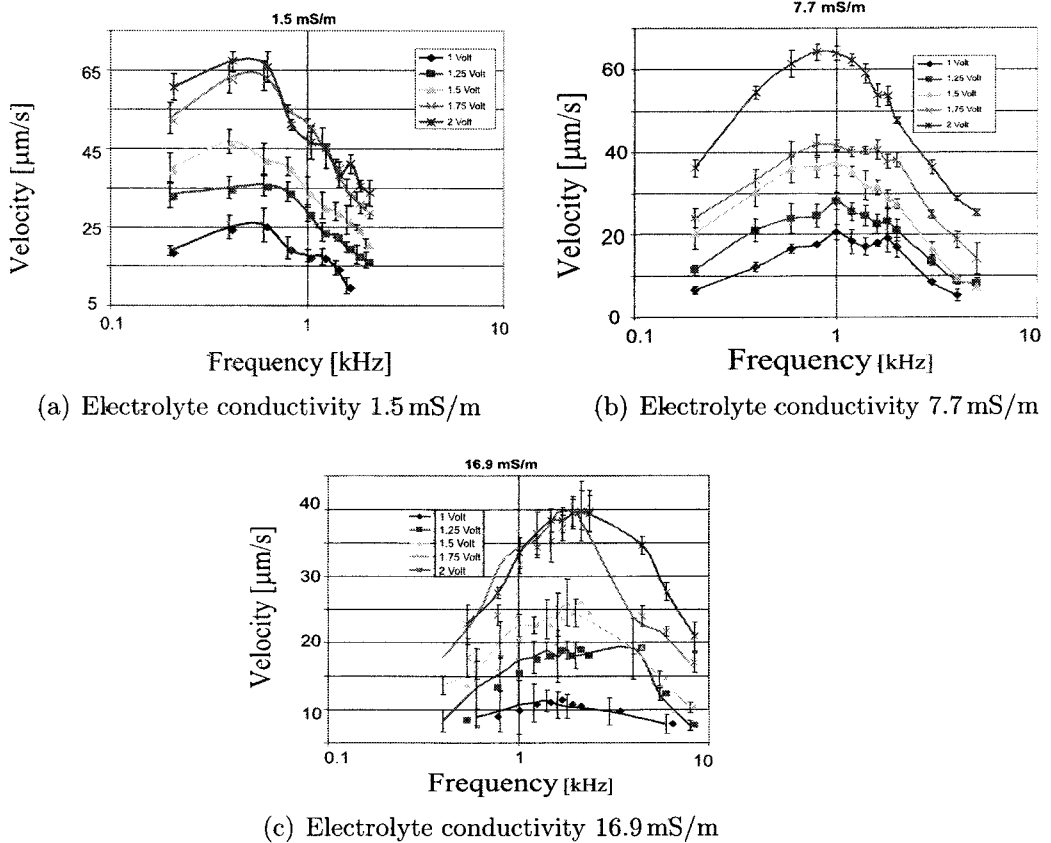 1.5 mS/m
65
45
25
5
0.1
1
10
Velocity [µm/s]
Frequency [kHz]
1 Volt
1.25 Volt
1.5 Volt
1.75 Volt
2 Volt
(a) Electrolyte conductivity 1.5 mS/m
7.7 mS/m
60
40
20
0
0.1
1
10
Velocity [µm/s]
Frequency [kHz]
1 Volt
1.25 Volt
1.5 Volt
1.75 Volt
2 Volt
(b) Electrolyte conductivity 7.7 mS/m
16.9 mS/m
40
30
20
10
0.1
1
10
Velocity [µm/s]
Frequency [kHz]
1 Volt
1.25 Volt
1.5 Volt
1.75 Volt
2 Volt
(c) Electrolyte conductivity 16.9 mS/m